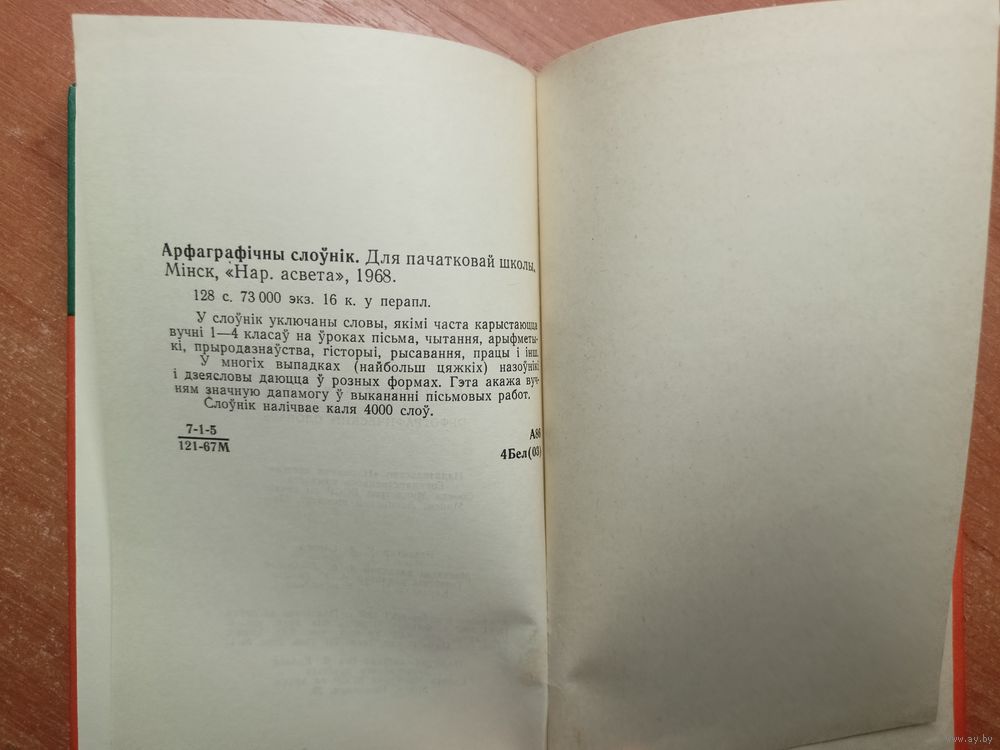 Арфаграфічны слоўнік. Для пачатковай школы.
Мінск, «Нар. асвета», 1968.
128 с. 73 000 экз. 16 к. у перапл.
У слоўнік уключаны словы, якімі часта карыстаюцца
вучні 1—4 класаў на ўроках пісьма, чытання, арыфметы-
кі, прыродазнаўства, гісторыі, рысавання, працы і інш.
Ў многіх выпадках (найбольш цяжкіх) назоўнікі
і дзеясловы даюцца ў розных формах. Гэта акажа вуч-
ням значную дапамогу ў выкананні пісьмовых работ.
Слоўнік налічвае каля 4000 слоў.
7-1-5
121-67М
А86
4Бел(03)
www.ay.by